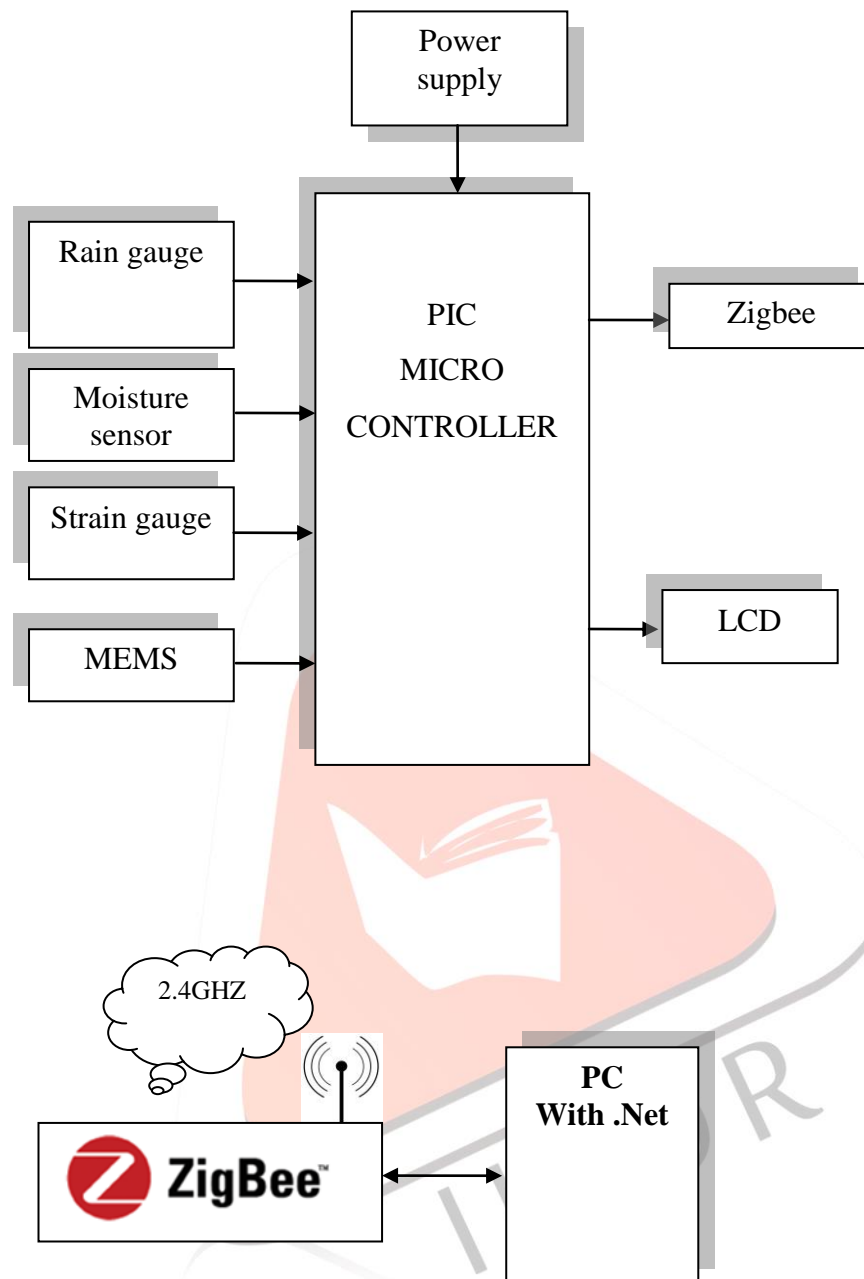 Power
supply
Rain gauge
PIC
MICRO
CONTROLLER
Zigbee
Moisture
sensor
Strain gauge
LCD
MEMS
2.4GHZ
PC
With .Net
Z ZigBee™